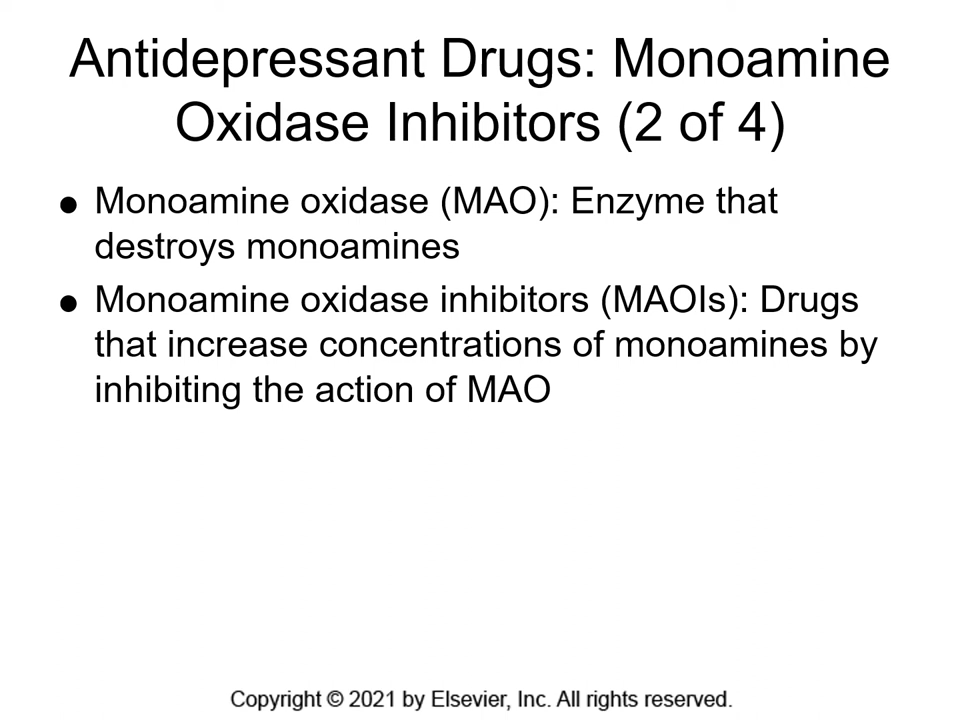 Antidepressant Drugs: Monoamine
Oxidase Inhibitors (2 of 4)
● Monoamine oxidase (MAO): Enzyme that
destroys monoamines
● Monoamine oxidase inhibitors (MAOIs): Drugs
that increase concentrations of monoamines by
inhibiting the action of MAO
Copyright © 2021 by Elsevier, Inc. All rights reserved.